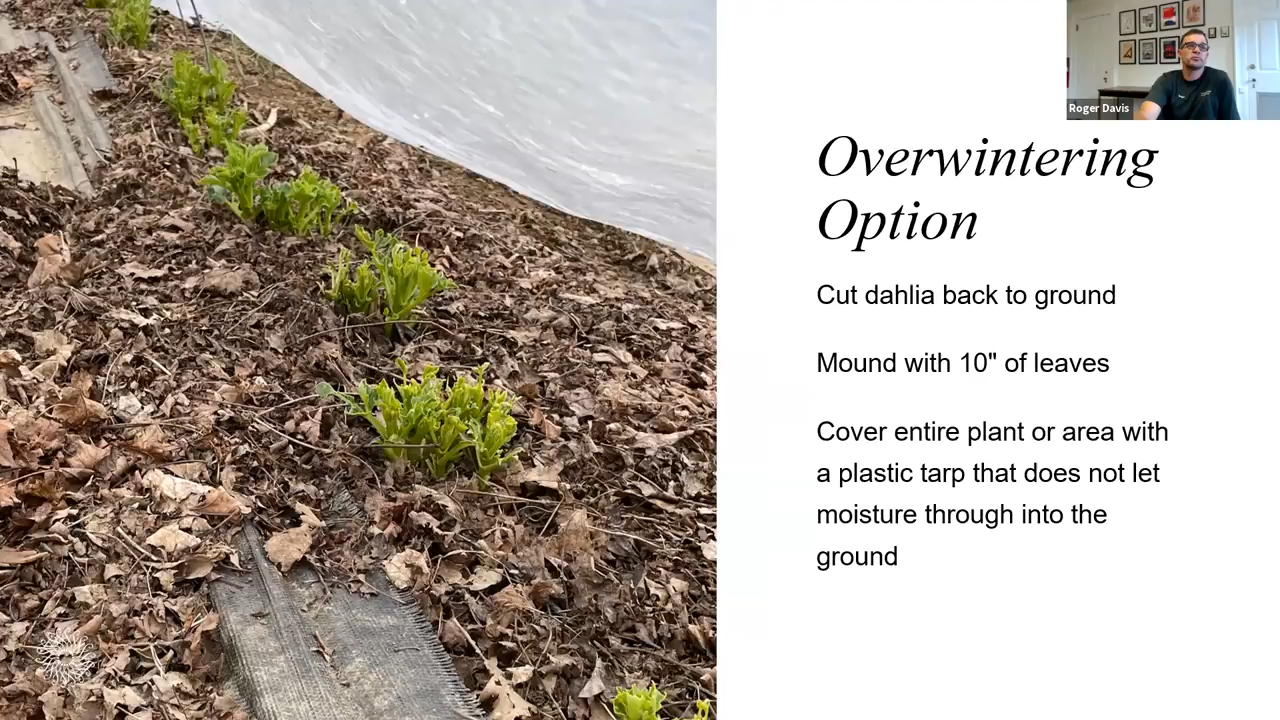 Roger Davis
Overwintering
Option
Cut dahlia back to ground
Mound with 10" of leaves
Cover entire plant or area with
a plastic tarp that does not let
moisture through into the
ground